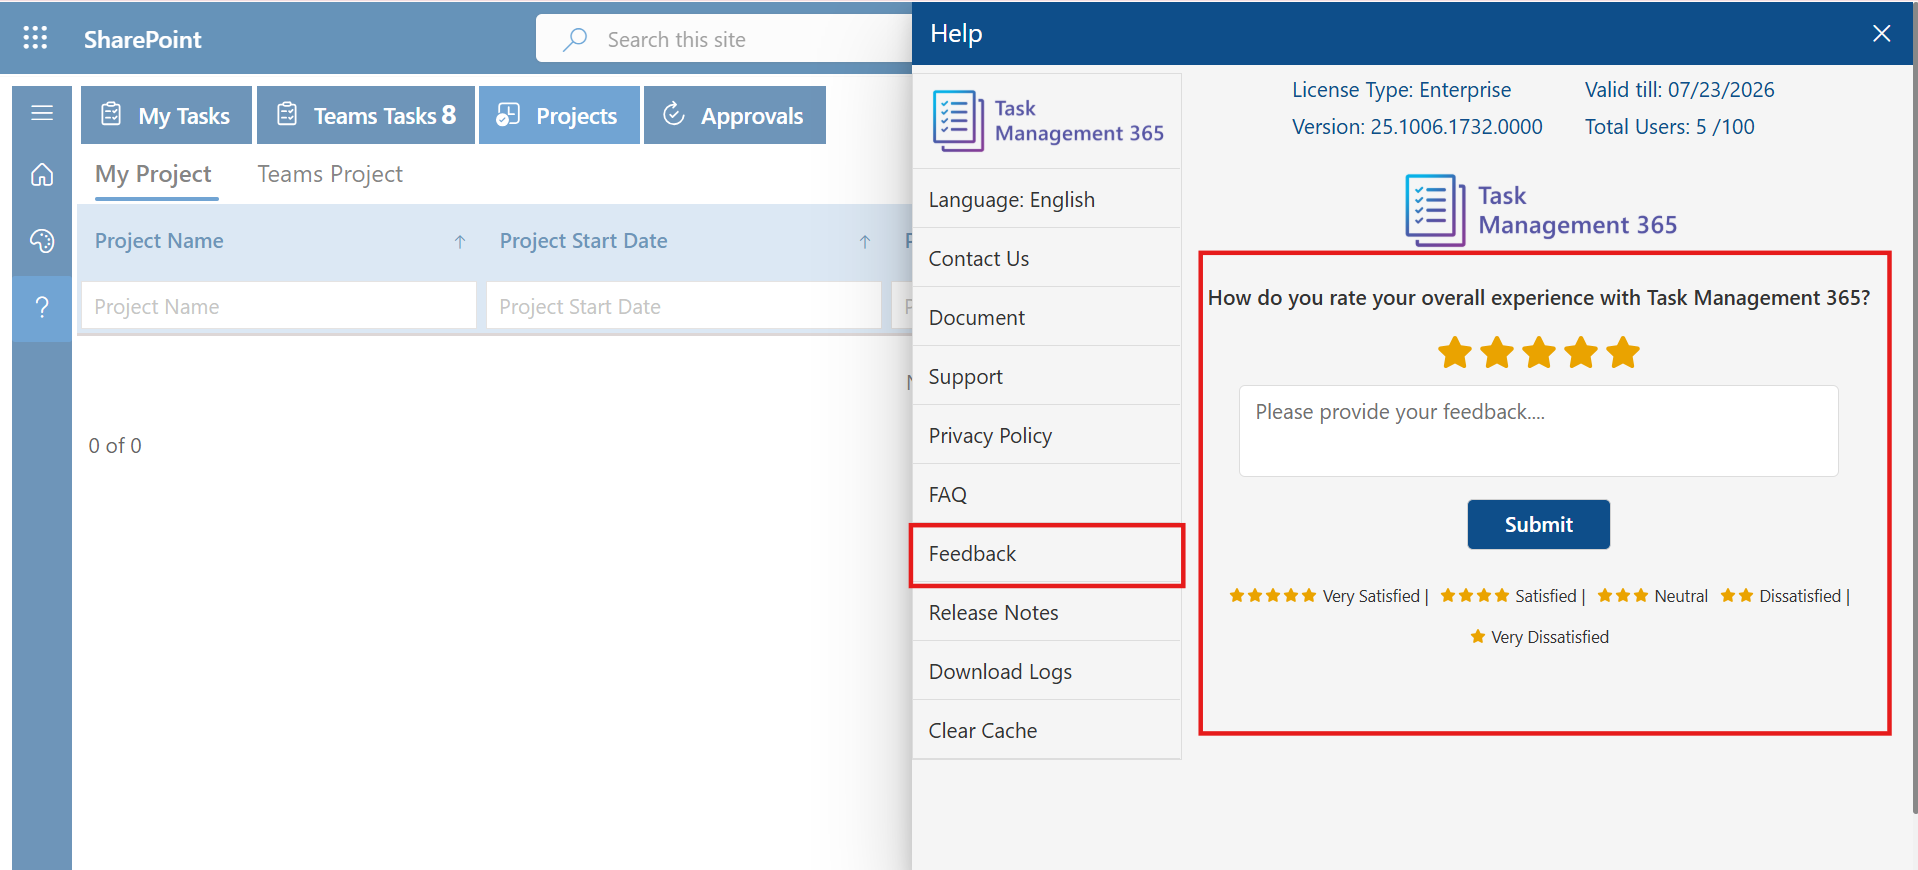 SharePoint
Search this site
My Tasks
Teams Tasks 8
Projects
Approvals
My Project
Teams Project
Project Name
Project Start Date
Project Name
Project Start Date
0 of 0
Help
Task
Management 365
Language: English
Contact Us
Document
Support
Privacy Policy
FAQ
Feedback
Release Notes
Download Logs
Clear Cache
License Type: Enterprise
Valid till: 07/23/2026
Version: 25.1006.1732.0000
Total Users: 5 /100
Task
Management 365
How do you rate your overall experience with Task Management 365?
Please provide your feedback....
Submit
Very Satisfied | Satisfied | Neutral Dissatisfied |
Very Dissatisfied